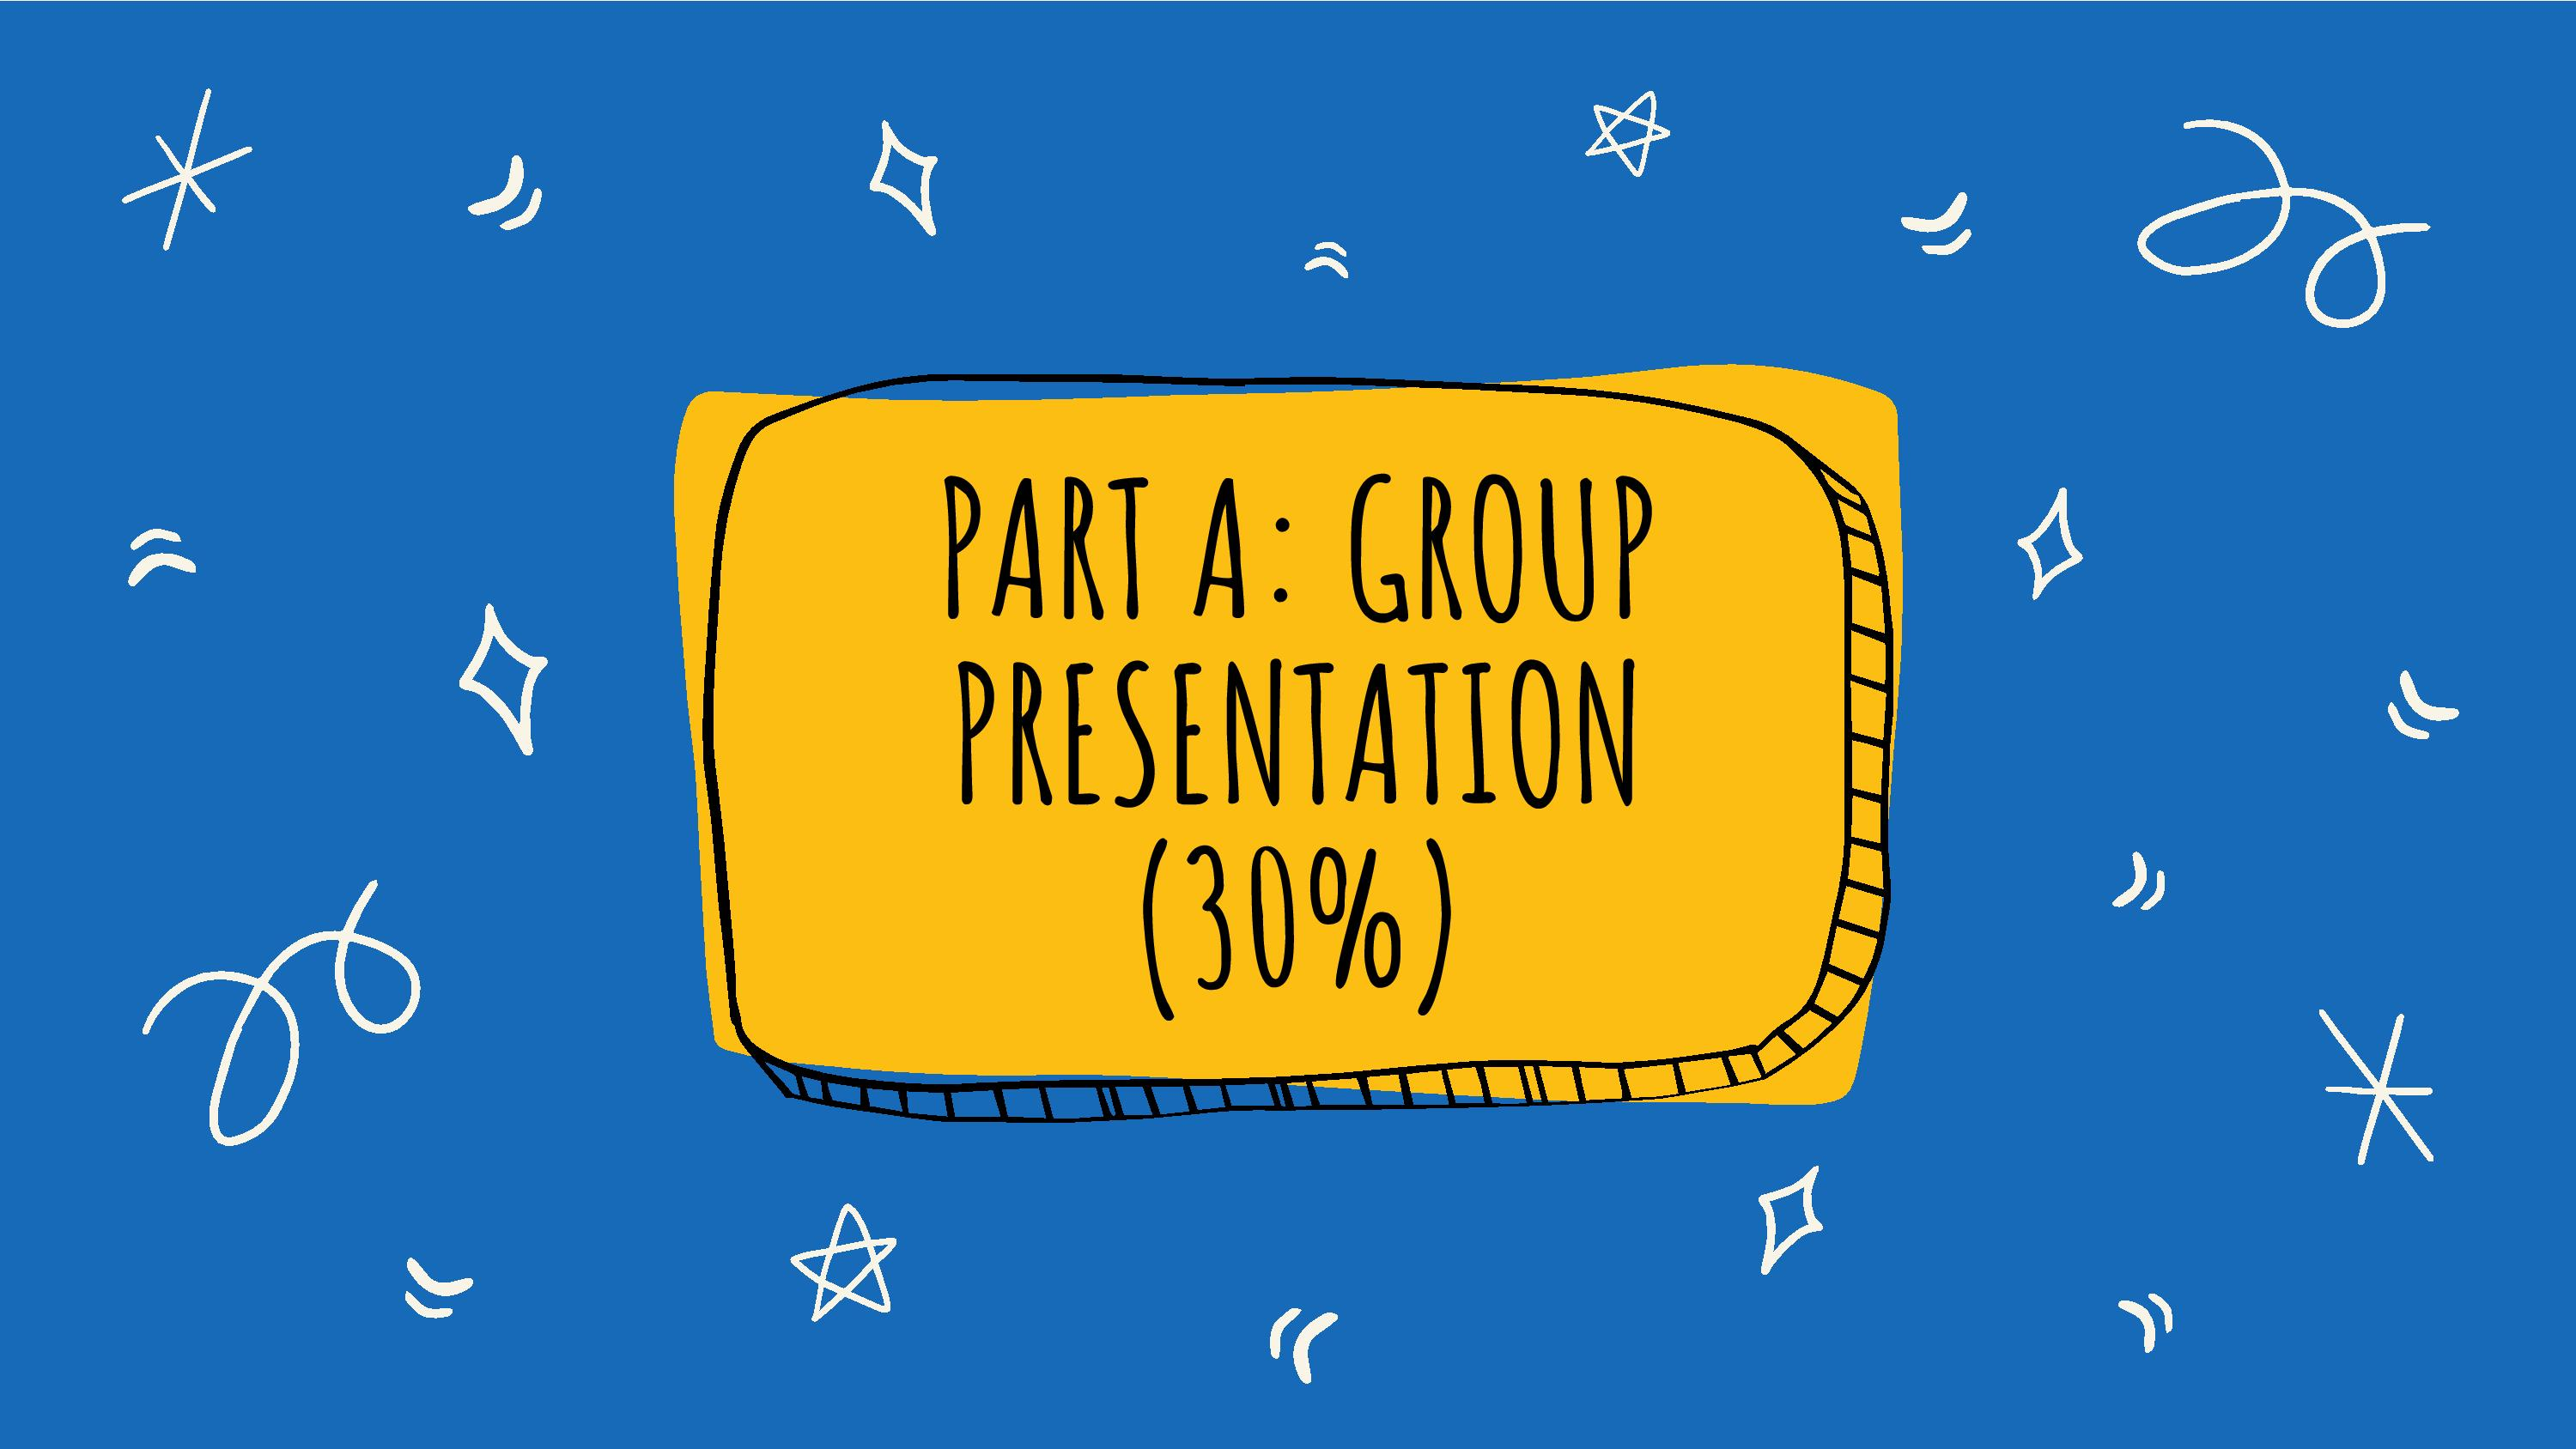 PART A: GROUP
PRESENTATION
(30%)